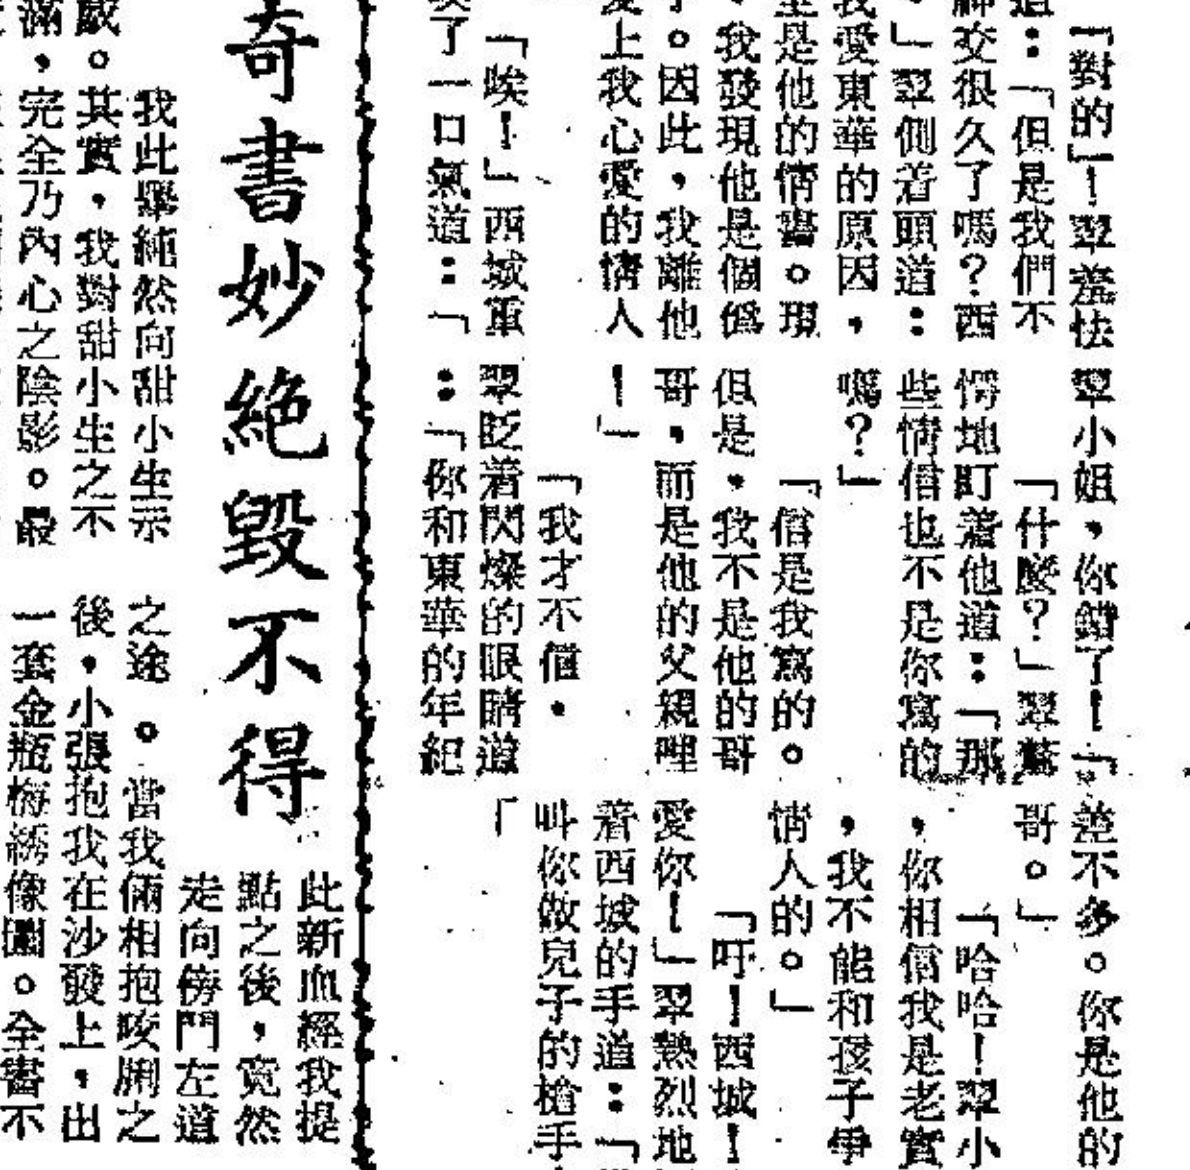 「對的」！翠羞怯
道：「但是我們不
交很久了嗎？西
。」翠側着頭道：
我愛東華的原因，
是他的情書。現
，我發現他是個偽
。因此，我離他
愛上我心愛的情人
「唉！」西城重
嘆了一口氣道：「
翠小姐，你錯了！「
「什麼？」翠驚
愕地盯着他道：「那
些情信也不是你寫的
嗎？」
「信是我寫的。
但是，我不是他的哥
哥，而是他的父親哩
！」
「我才不信，
翠眨着閃爍的眼睛道
：「你和東華的年紀
差不多。你是他的
哥。」
「哈哈！翠小
，你相信我是老實
，我不能和孩子爭
情人的。」
「吁！西城！
愛你！」翠熱烈地
着西城的手道：「
叫你做兒子的槍手
「
奇書妙絕毀不得
我此舉純然向甜小生示
威。其實，我對甜小生之不
滿，完全乃內心之陰影。最
此新血經我提
點之後，竟然
走向傍門左道
之途。當我倆相抱咬脷之
後，小張抱我在沙發上，出
一套金瓶梅綉像圖。全書不